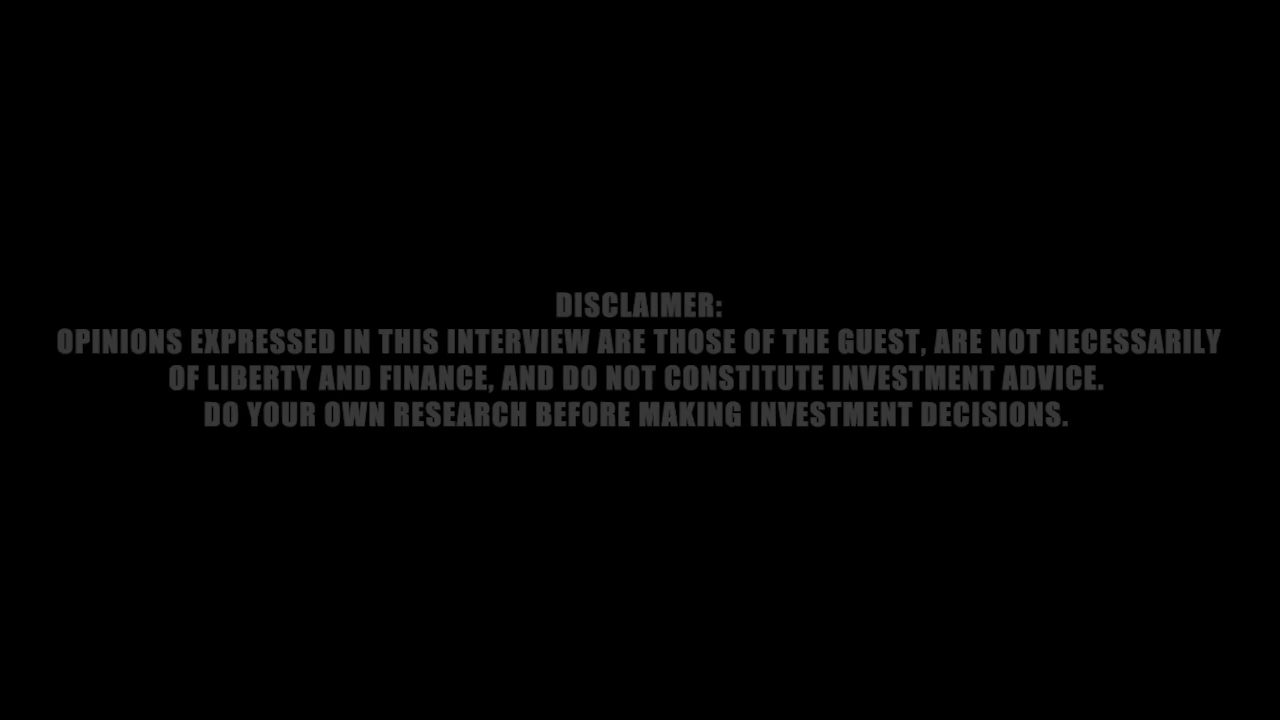 DISCLAIMER:
OPINIONS EXPRESSED IN THIS INTERVIEW ARE THOSE OF THE GUEST, ARE NOT NECESSARILY
OF LIBERTY AND FINANCE, AND DO NOT CONSTITUTE INVESTMENT ADVICE.
DO YOUR OWN RESEARCH BEFORE MAKING INVESTMENT DECISIONS.